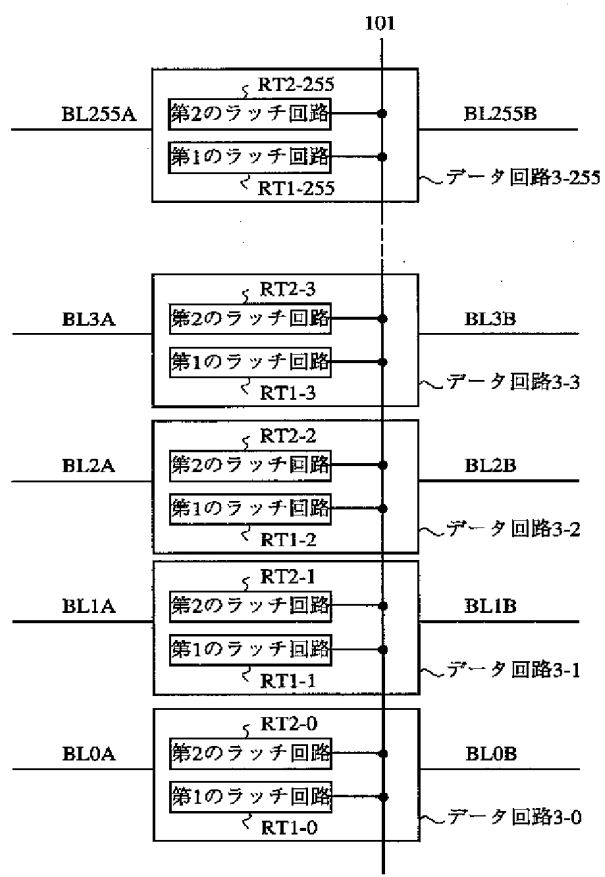 101
RT2-255
BL255A
第2のラッチ回路
BL255B
第1のラッチ回路
RT1-255
データ回路3-255
RT2-3
BL3A
第2のラッチ回路
BL3B
第1のラッチ回路
RT1-3
データ回路3-3
RT2-2
BL2A
第2のラッチ回路
BL2B
第1のラッチ回路
RT1-2
データ回路3-2
RT2-1
BL1A
第2のラッチ回路
BL1B
第1のラッチ回路
RT1-1
データ回路3-1
RT2-0
BL0A
第2のラッチ回路
BL0B
第1のラッチ回路
RT1-0
データ回路3-0